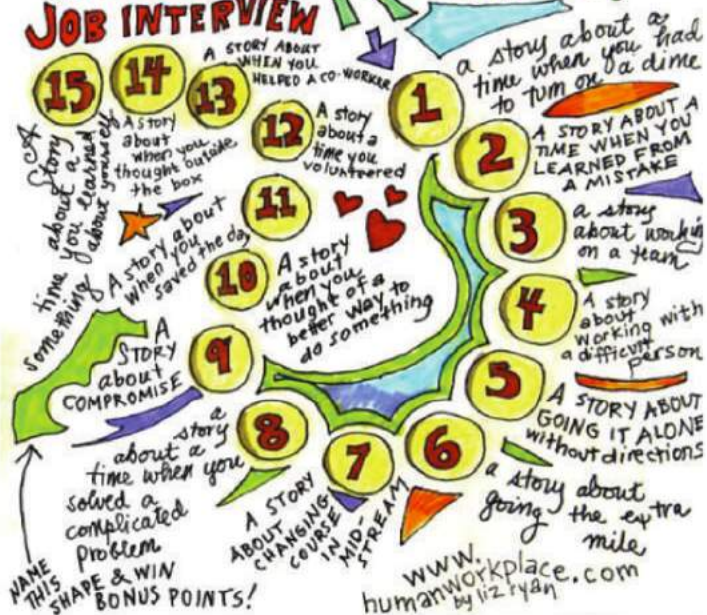 JOB INTERVIEW
1
a story about a
time when you had
to turn on a dime
2
A STORY ABOUT A
TIME WHEN YOU
LEARNED FROM
A MISTAKE
3
a story
about working
on a team
4
A story
about
working with
a difficult
person
5
A STORY ABOUT
GOING IT ALONE
without directions
6
a story about
going the extra
mile
7
A STORY
ABOUT
CHANGING
COURSE
IN
MID-
STREAM
8
a
story
about a
time when you
solved a
complicated
problem
9
A
STORY
about
COMPROMISE
10
A story about
when you
saved the day
11
A story
about
when you
thought of a
better way to
do something
12
A story
about a
time you
volunteered
13
A STORY ABOUT
WHEN YOU
HELPED A CO-WORKER
14
A story
about
when you
thought outside
the box
15
A
story
about a
time you learned
something about yourself
NAME
THIS
SHAPE & WIN
BONUS POINTS!
www.
humanworkplace.com
by liz ryan